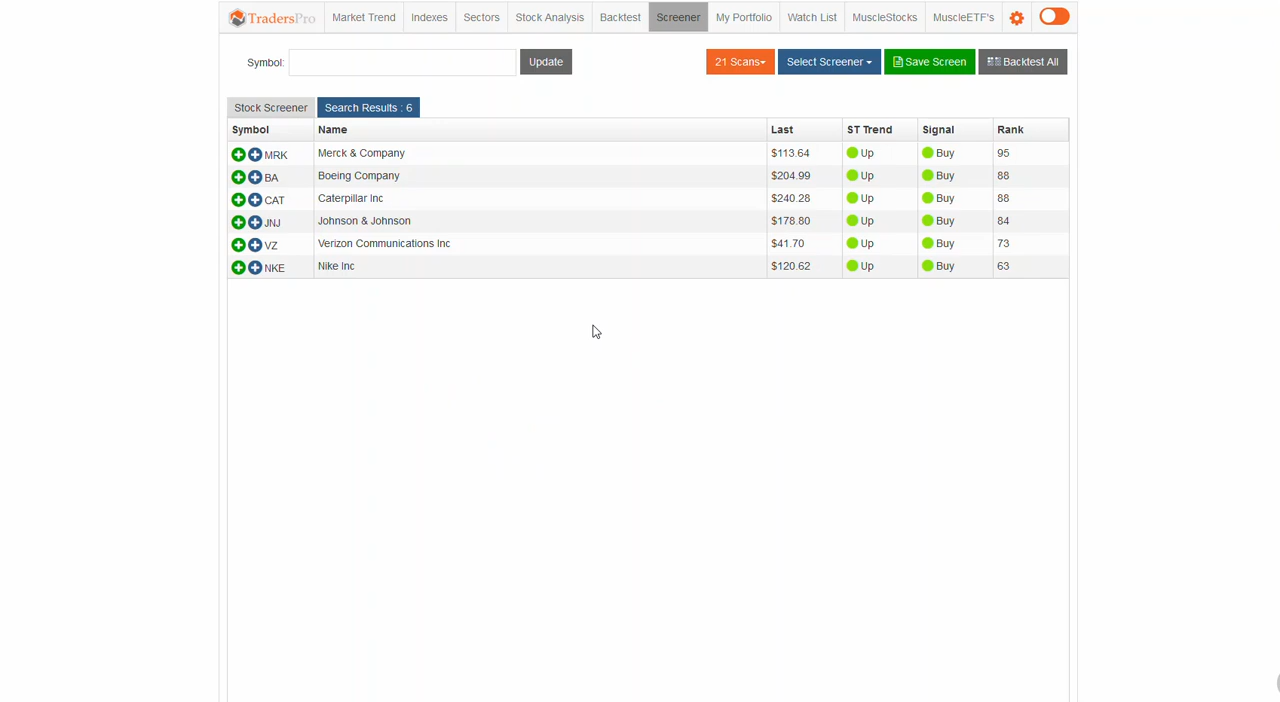 TradersPro Market Trend Indexes Sectors Stock Analysis Backtest Screener My Portfolio Watch List MuscleStocks MuscleETF's
Symbol: Update 21 Scans Select Screener Save Screen Backtest All
Stock Screener Search Results : 6
Symbol Name Last ST Trend Signal Rank
MRK Merck & Company $113.64 Up Buy 95
BA Boeing Company $204.99 Up Buy 88
CAT Caterpillar Inc $240.28 Up Buy 88
JNJ Johnson & Johnson $178.80 Up Buy 84
VZ Verizon Communications Inc $41.70 Up Buy 73
NKE Nike Inc $120.62 Up Buy 63